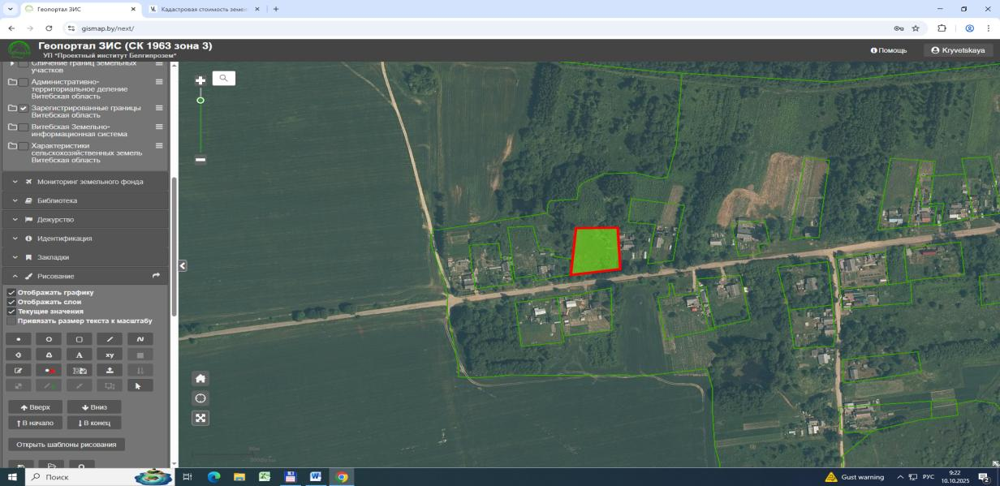 Геопортал ЗИС
Кадастровая стоимость земе
gismap.by/next/
Геопортал ЗИС (СК 1963 зона 3)
УП "Проектный институт Белгипрозем"
Помощь
Kryvetskaya
Сличение границ земельных
участков
Административно-
территориальное деление
Витебская область
Зарегистрированные границы
Витебская область
Витебская Земельно-
информационная система
Характеристики
сельскохозяйственных земель
Витебская область
Мониторинг земельного фонда
Библиотека
Дежурство
Идентификация
Закладки
Рисование
Отображать графику
Отображать слои
Текущие значения
Привязать размер текста к масштабу
A
xy
Вверх
Вниз
В начало
В конец
Открыть шаблоны рисования
Поиск
Gust warning
РУС
9:22
10.10.2025
2